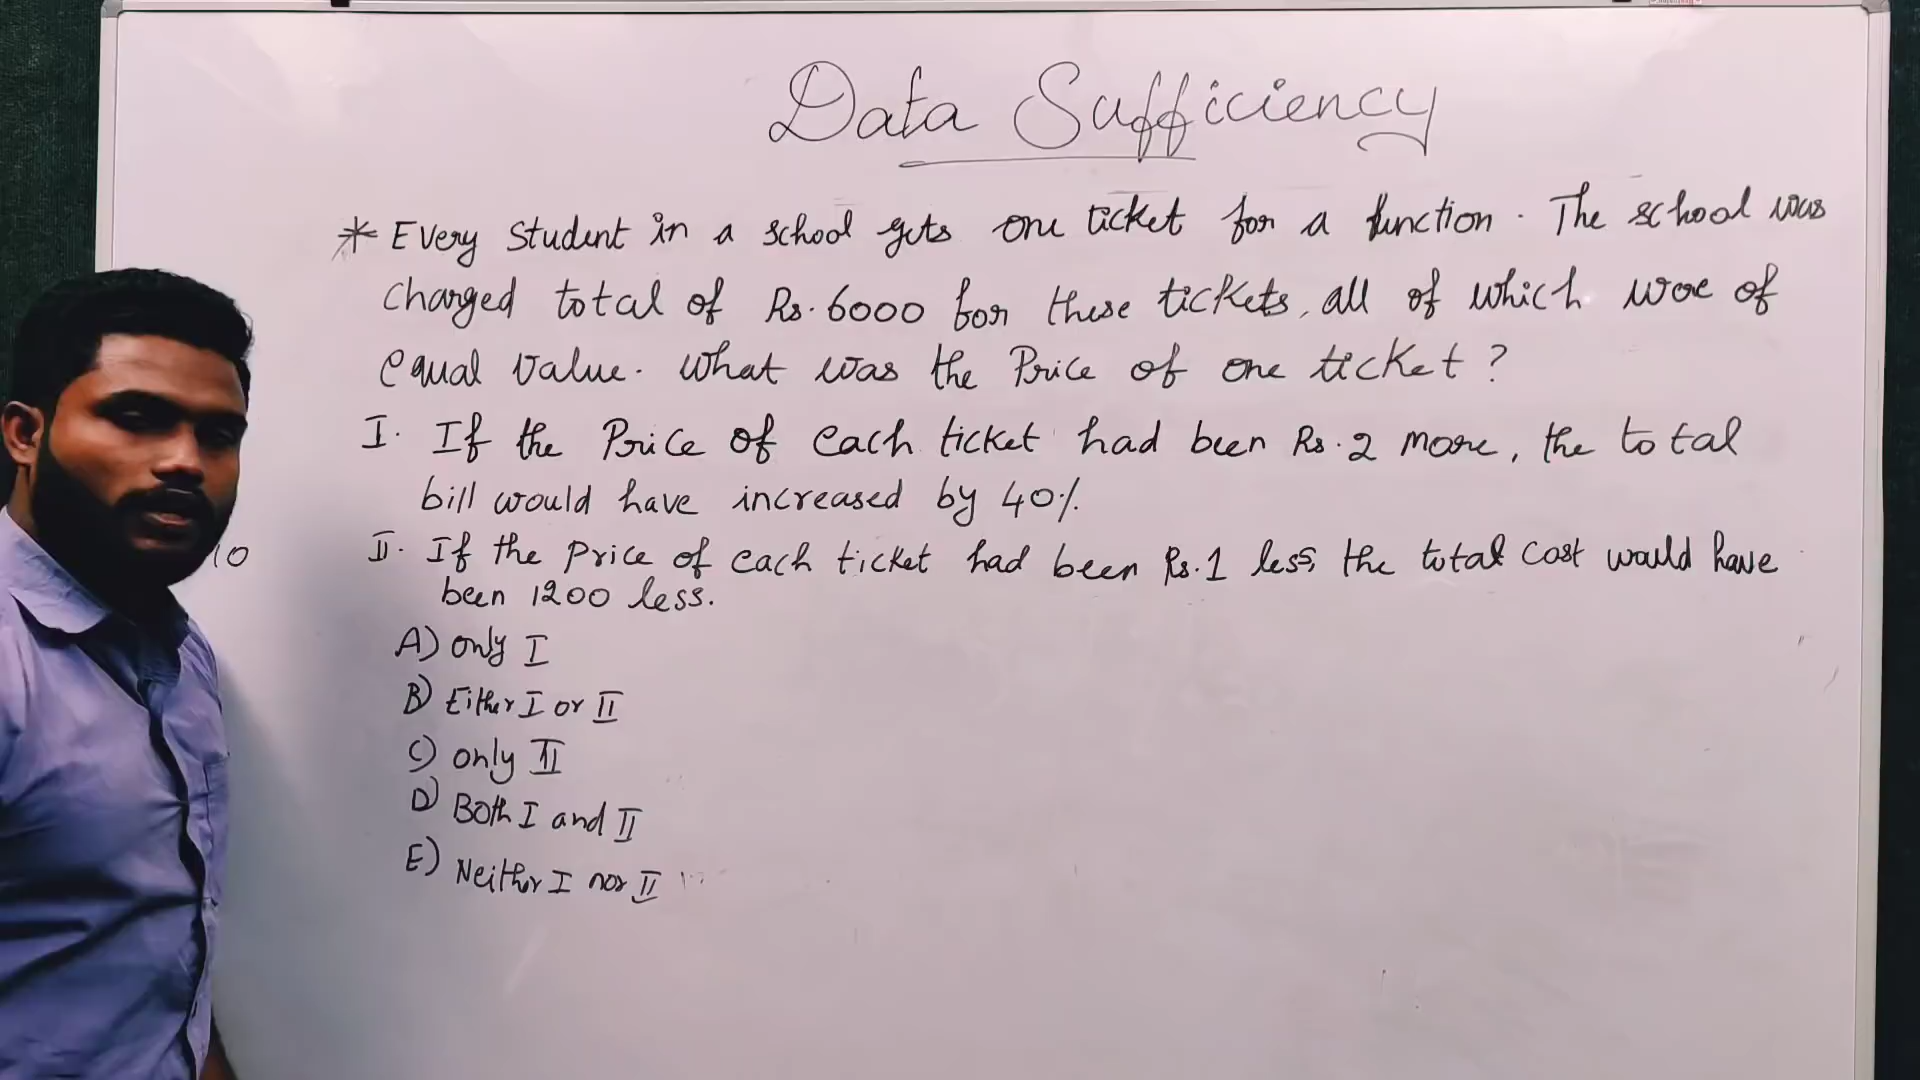 Data Sufficiency
* Every Student in a school gets one ticket for a function. The school was
charged total of Rs. 6000 for these tickets, all of which were of
equal value. What was the Price of one ticket?
I. If the Price of each ticket had been Rs. 2 more, the total
bill would have increased by 40%.
10
II. If the price of each ticket had been Rs. 1 less, the total cost would have
been 1200 less.
A) only I
B) Either I or II
C) only II
D) Both I and II
E) Neither I nor II